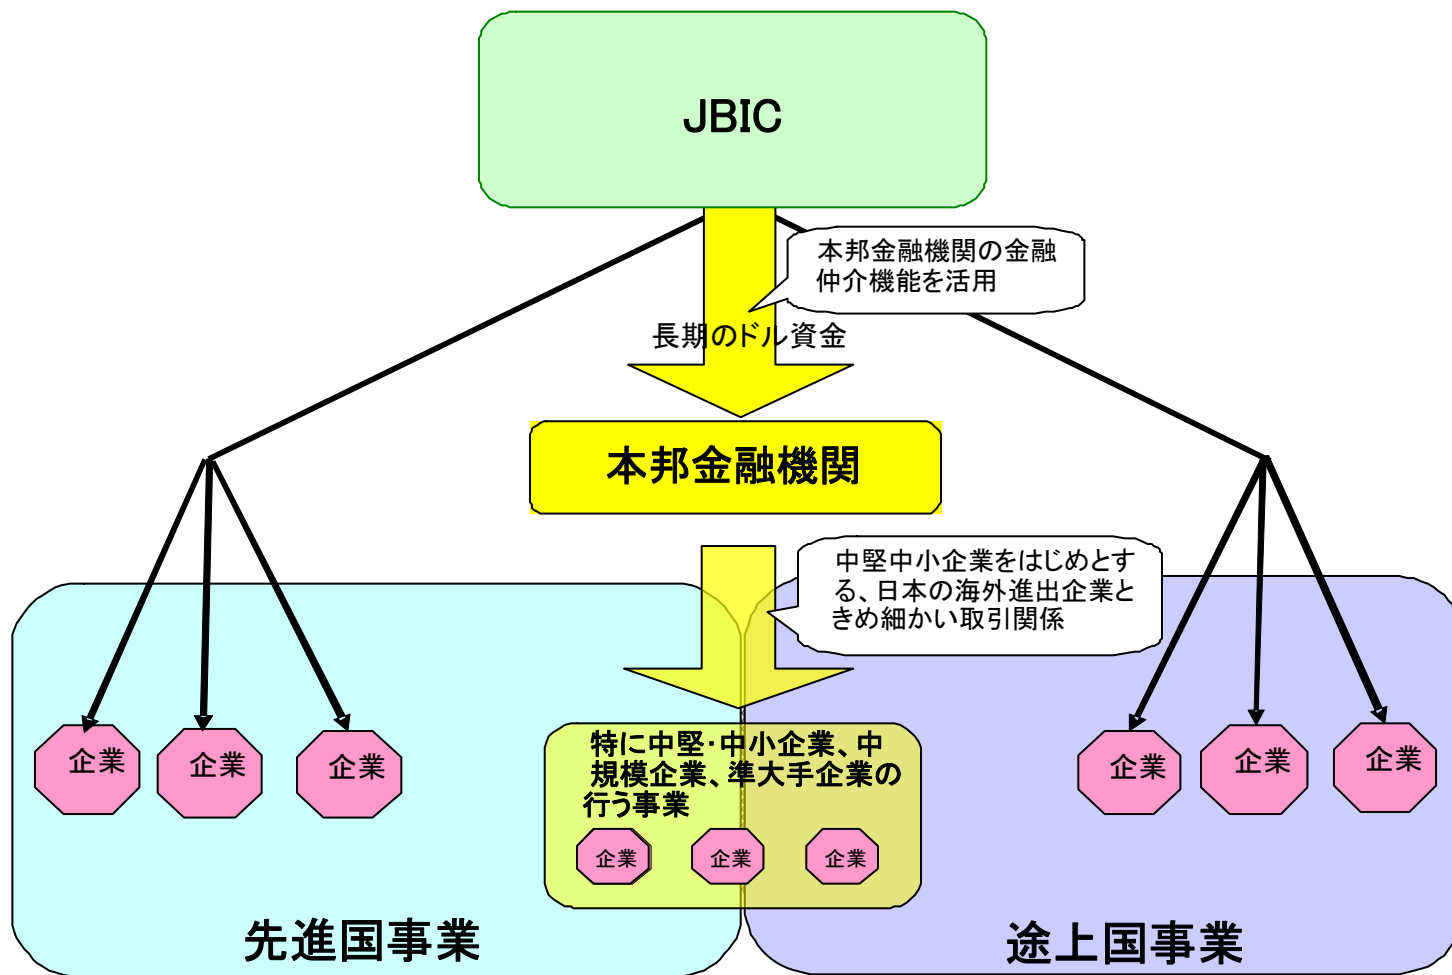 JBIC
本邦金融機関の金融
仲介機能を活用
長期のドル資金
本邦金融機関
中堅中小企業をはじめとす
る、日本の海外進出企業と
きめ細かい取引関係
企業
企業
企業
特に中堅・中小企業、中
規模企業、準大手企業の
行う事業
企業
企業
企業
企業
企業
企業
先進国事業
途上国事業